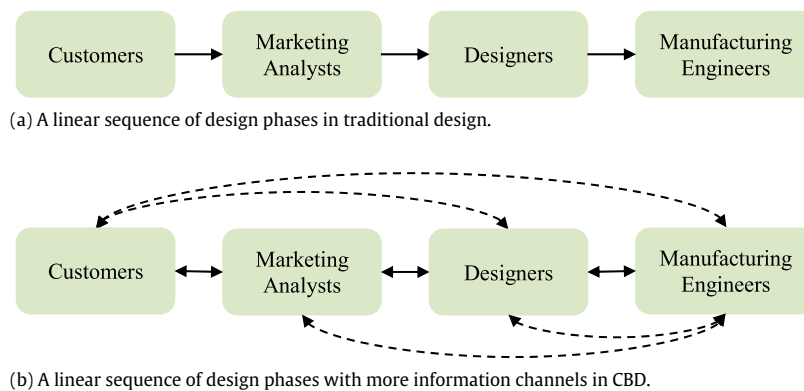 Customers
Marketing
Analysts
Designers
Manufacturing
Engineers
(a) A linear sequence of design phases in traditional design.
Customers
Marketing
Analysts
Designers
Manufacturing
Engineers
(b) A linear sequence of design phases with more information channels in CBD.